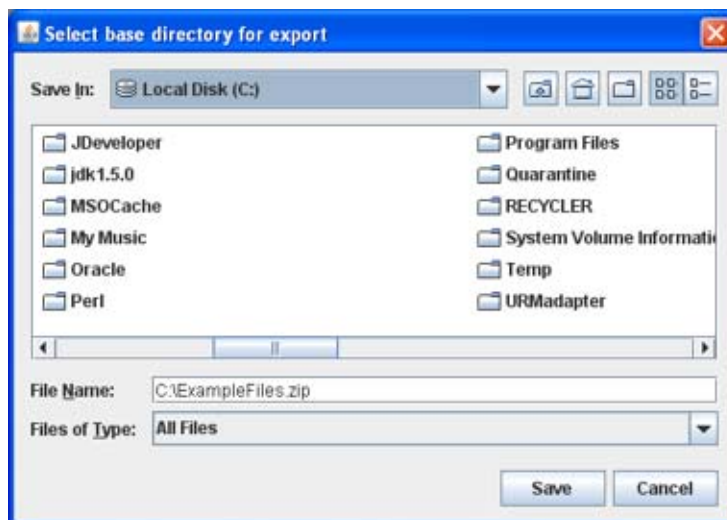 Select base directory for export
Save In: Local Disk (C:)
JDeveloper
jdk1.5.0
MSOCache
My Music
Oracle
Perl
Program Files
Quarantine
RECYCLER
System Volume Informati
Temp
URMadapter
File Name: C:\ExampleFiles.zip
Files of Type: All Files
Save Cancel